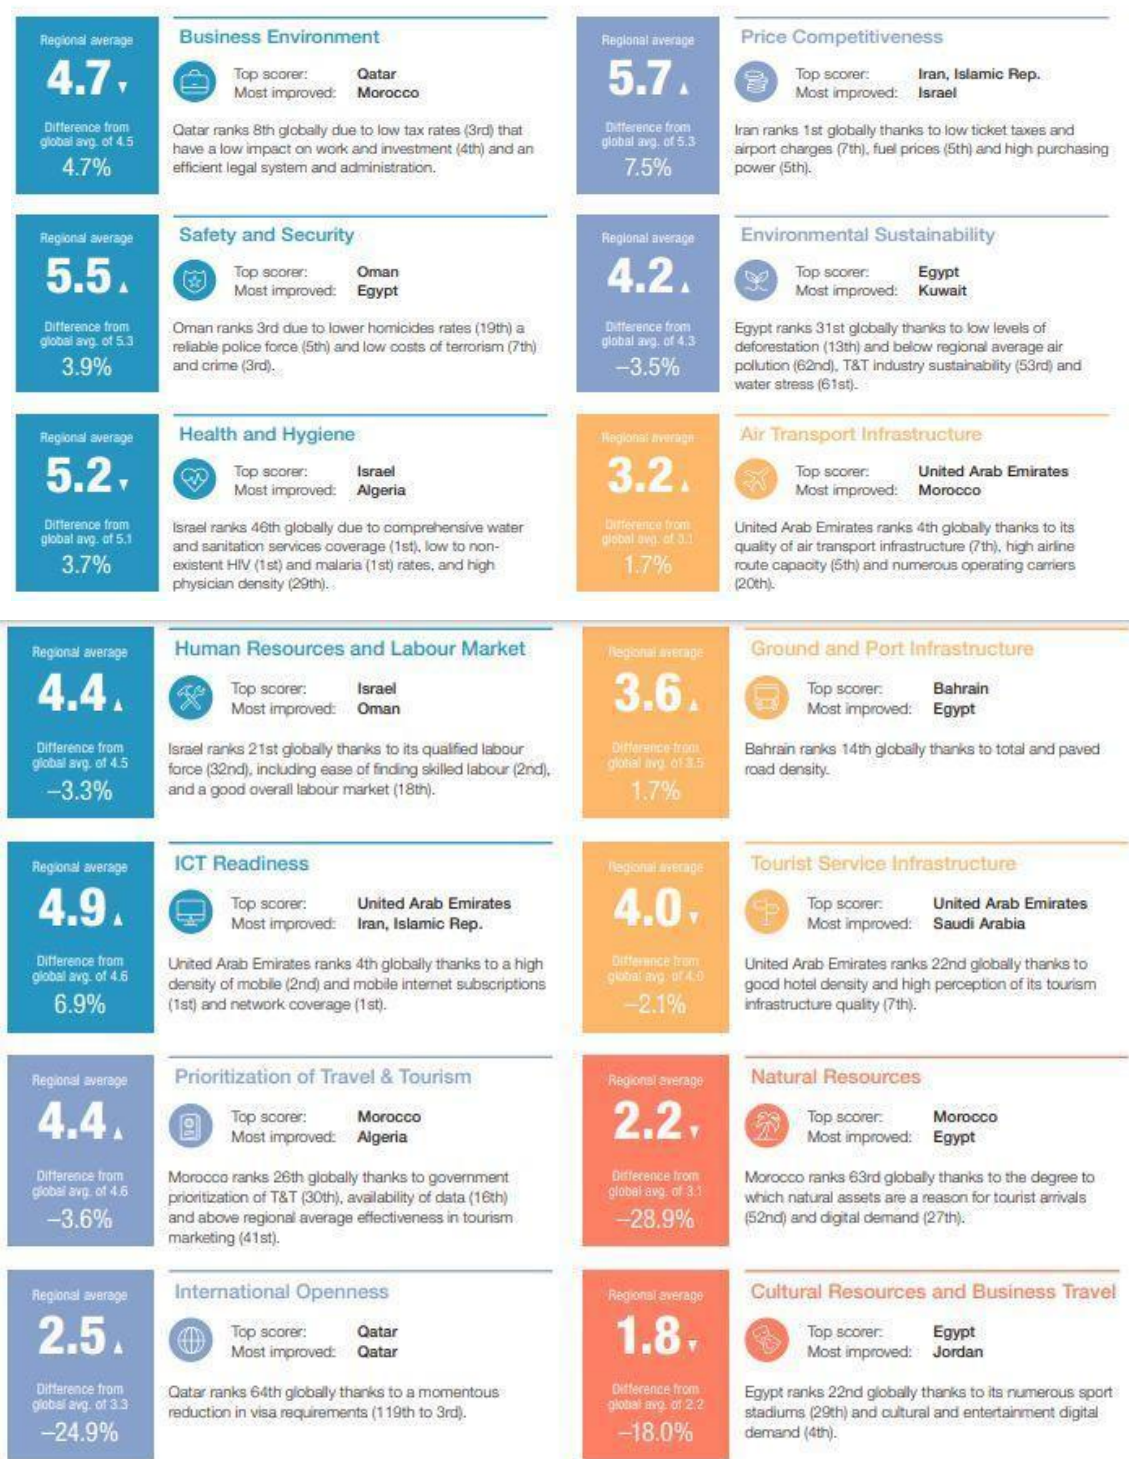 Regional average
4.7
Difference from
global avg. of 4.5
4.7%
Business Environment
Top scorer: Qatar
Most improved: Morocco
Qatar ranks 8th globally due to low tax rates (3rd) that
have a low impact on work and investment (4th) and an
efficient legal system and administration.
Regional average
5.7
Difference from
global avg. of 5.3
7.5%
Price Competitiveness
Top scorer: Iran, Islamic Rep.
Most improved: Israel
Iran ranks 1st globally thanks to low ticket taxes and
airport charges (7th), fuel prices (5th) and high purchasing
power (5th).
Regional average
5.5
Difference from
global avg. of 5.3
3.9%
Safety and Security
Top scorer: Oman
Most improved: Egypt
Oman ranks 3rd due to lower homicides rates (19th) a
reliable police force (5th) and low costs of terrorism (7th)
and crime (3rd).
Regional average
4.2
Difference from
global avg. of 4.3
–3.5%
Environmental Sustainability
Top scorer: Egypt
Most improved: Kuwait
Egypt ranks 31st globally thanks to low levels of
deforestation (13th) and below regional average air
pollution (62nd), T&T industry sustainability (53rd) and
water stress (61st).
Regional average
5.2
Difference from
global avg. of 5.1
3.7%
Health and Hygiene
Top scorer: Israel
Most improved: Algeria
Israel ranks 46th globally due to comprehensive water
and sanitation services coverage (1st), low to non-
existent HIV (1st) and malaria (1st) rates, and high
physician density (29th).
Regional average
3.2
Difference from
global avg. of 3.1
1.7%
Air Transport Infrastructure
Top scorer: United Arab Emirates
Most improved: Morocco
United Arab Emirates ranks 4th globally thanks to its
quality of air transport infrastructure (7th), high airline
route capacity (5th) and numerous operating carriers
(20th).
Regional average
4.4
Difference from
global avg. of 4.5
–3.3%
Human Resources and Labour Market
Top scorer: Israel
Most improved: Oman
Israel ranks 21st globally thanks to its qualified labour
force (32nd), including ease of finding skilled labour (2nd),
and a good overall labour market (18th).
Regional average
3.6
Difference from
global avg. of 3.5
1.7%
Ground and Port Infrastructure
Top scorer: Bahrain
Most improved: Egypt
Bahrain ranks 14th globally thanks to total and paved
road density.
Regional average
4.9
Difference from
global avg. of 4.6
6.9%
ICT Readiness
Top scorer: United Arab Emirates
Most improved: Iran, Islamic Rep.
United Arab Emirates ranks 4th globally thanks to a high
density of mobile (2nd) and mobile internet subscriptions
(1st) and network coverage (1st).
Regional average
4.0
Difference from
global avg. of 4.0
–2.1%
Tourist Service Infrastructure
Top scorer: United Arab Emirates
Most improved: Saudi Arabia
United Arab Emirates ranks 22nd globally thanks to
good hotel density and high perception of its tourism
infrastructure quality (7th).
Regional average
4.4
Difference from
global avg. of 4.6
–3.6%
Prioritization of Travel & Tourism
Top scorer: Morocco
Most improved: Algeria
Morocco ranks 26th globally thanks to government
prioritization of T&T (30th), availability of data (16th)
and above regional average effectiveness in tourism
marketing (41st).
Regional average
2.2
Difference from
global avg. of 3.1
–28.9%
Natural Resources
Top scorer: Morocco
Most improved: Egypt
Morocco ranks 63rd globally thanks to the degree to
which natural assets are a reason for tourist arrivals
(52nd) and digital demand (27th).
Regional average
2.5
Difference from
global avg. of 3.3
–24.9%
International Openness
Top scorer: Qatar
Most improved: Qatar
Qatar ranks 64th globally thanks to a momentous
reduction in visa requirements (119th to 3rd).
Regional average
1.8
Difference from
global avg. of 2.2
–18.0%
Cultural Resources and Business Travel
Top scorer: Egypt
Most improved: Jordan
Egypt ranks 22nd globally thanks to its numerous sport
stadiums (29th) and cultural and entertainment digital
demand (4th).